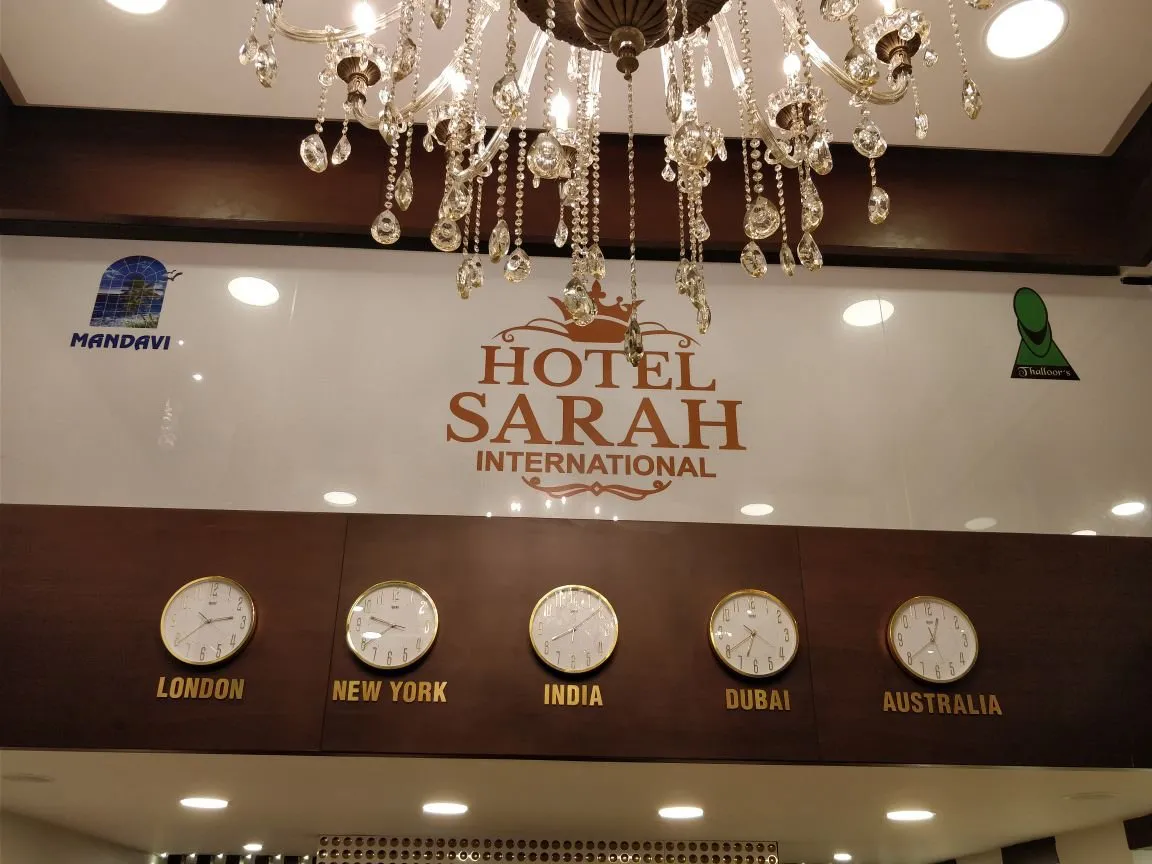 MANDAVI
HOTEL
SARAH
INTERNATIONAL
Thalloor's
LONDON
NEW YORK
INDIA
DUBAI
AUSTRALIA